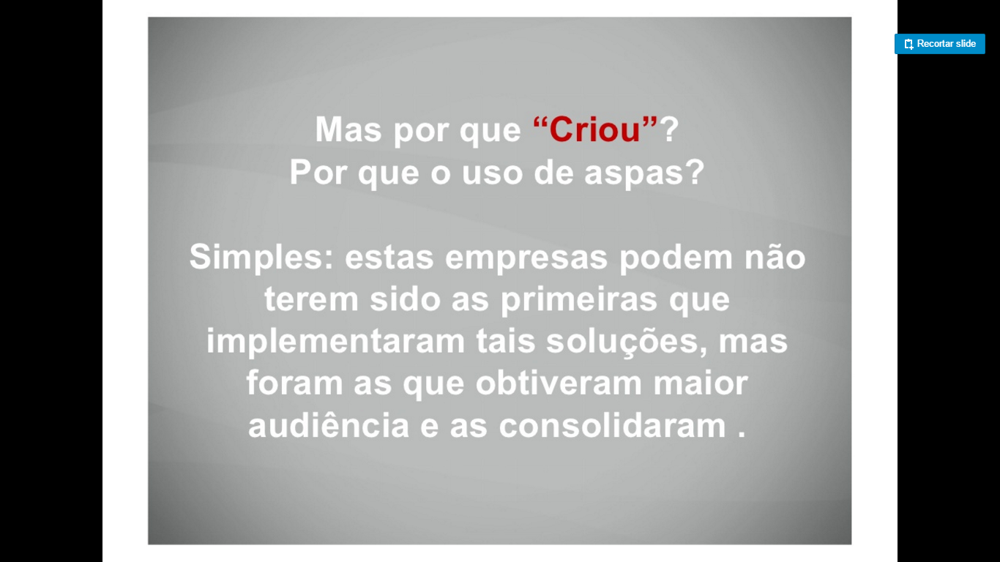 Recortar slide
Mas por que “Criou”?
Por que o uso de aspas?
Simples: estas empresas podem não
terem sido as primeiras que
implementaram tais soluções, mas
foram as que obtiveram maior
audiência e as consolidaram .